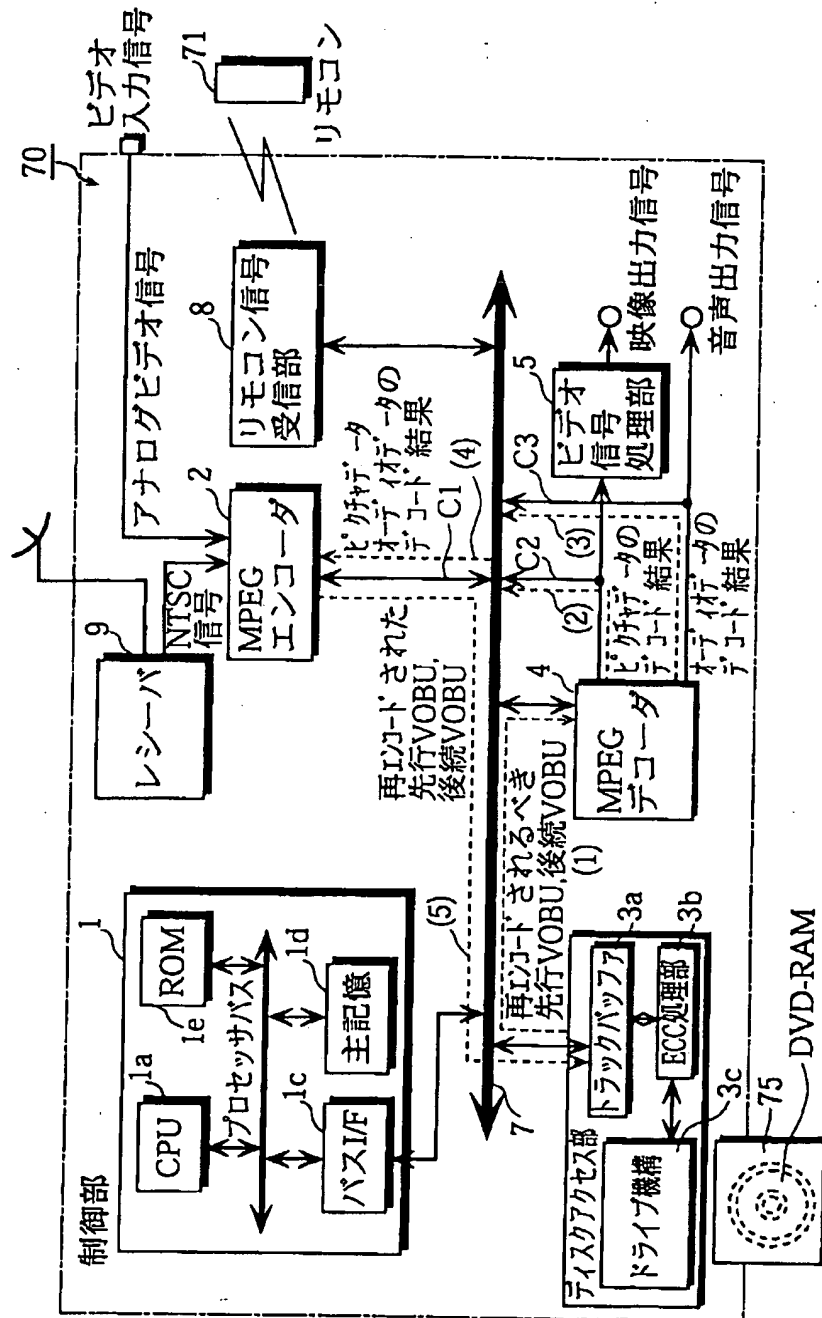 70
ビデオ
入力信号
71
リモコン
アナログビデオ信号
8
リモコン信号
受信部
9
レシーバ
NTSC
信号
2
MPEG
エンコーダ
ピクチャデータ
オーディオデータの
デコード結果
(4)
C1
再エンコードされた
先行VOBU,
後続VOBU
制御部
1
1a
CPU
ROM
1e
プロセッサバス
1c
バスI/F
1d
主記憶
(5)
7
再エンコードされるべき
先行VOBU,後続VOBU
(1)
4
MPEG
デコーダ
C2
(2)
C3
(3)
ピクチャデータの
デコード結果
オーディオデータの
デコード結果
5
ビデオ
信号
処理部
映像出力信号
音声出力信号
ディスクアクセス部
3a
トラックバッファ
3b
ECC処理部
3c
ドライブ機構
75
DVD-RAM